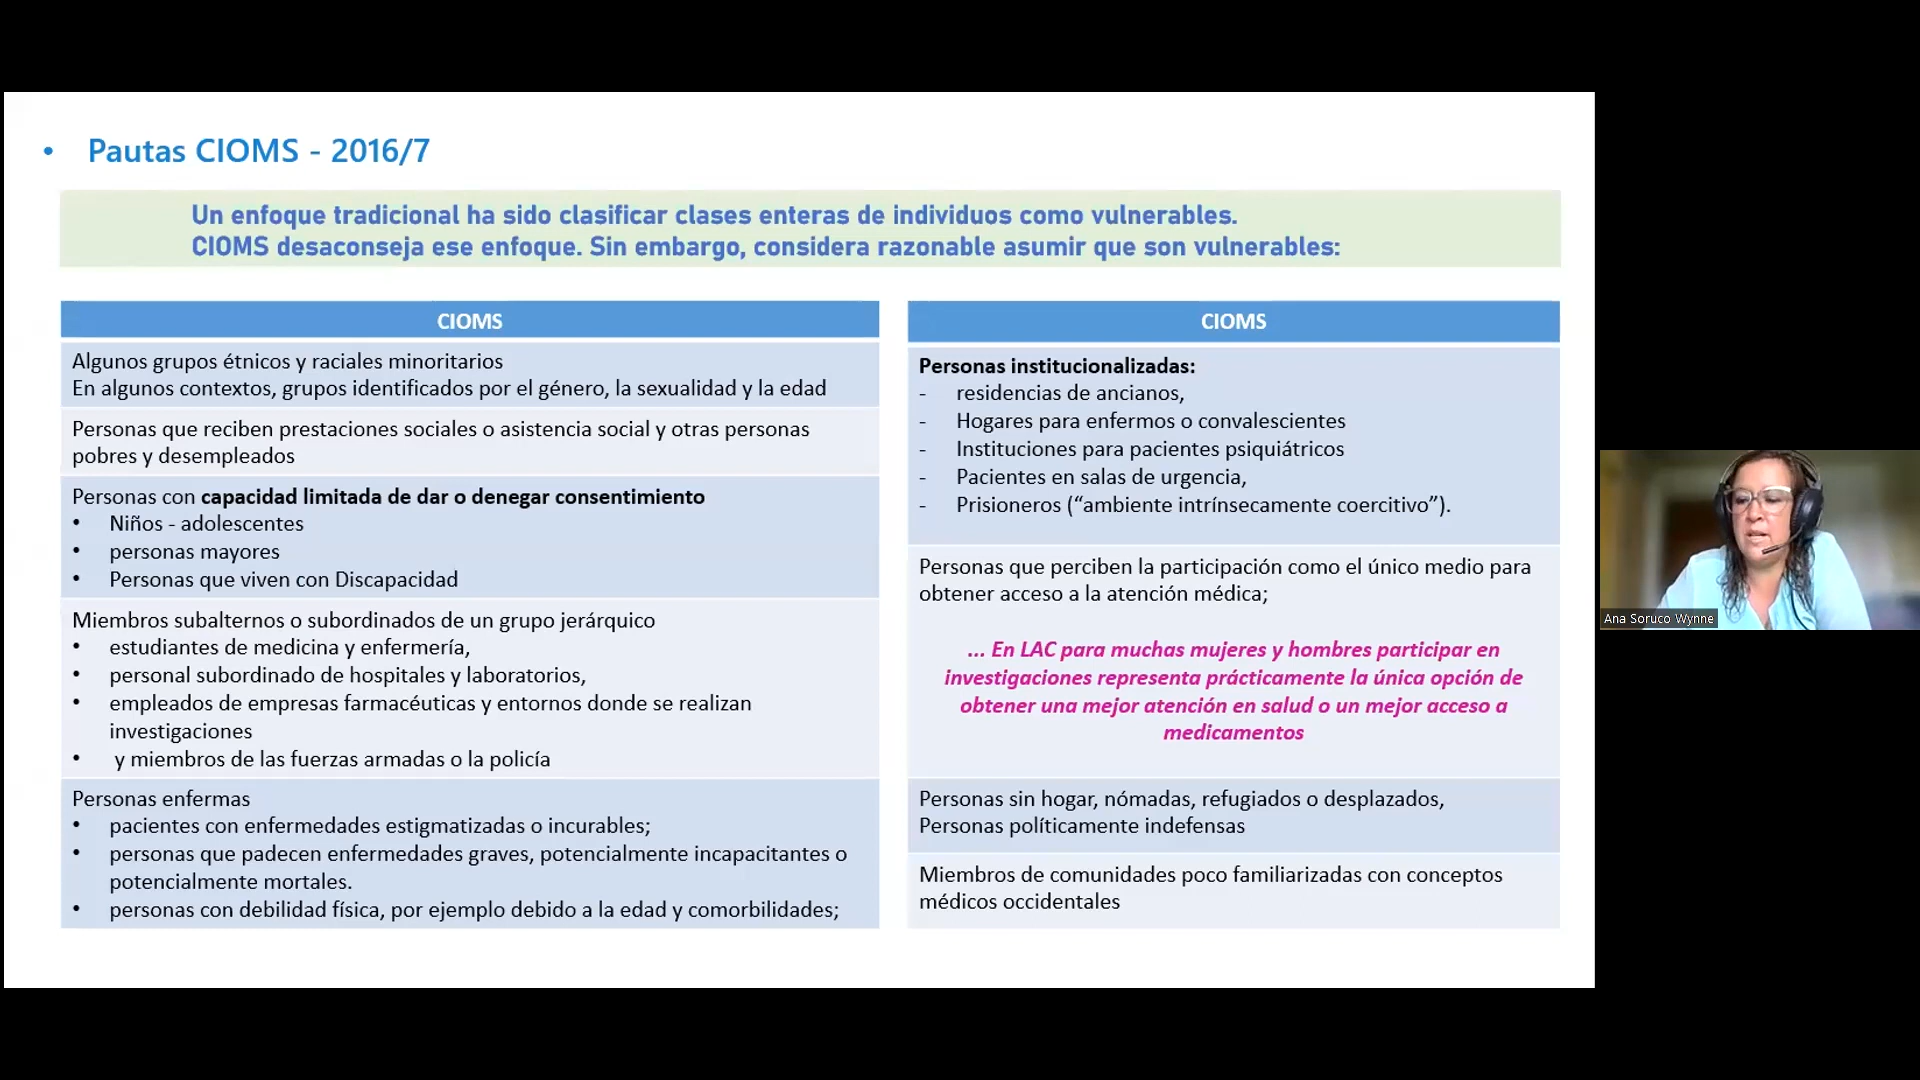 • Pautas CIOMS - 2016/7
Un enfoque tradicional ha sido clasificar clases enteras de individuos como vulnerables.
CIOMS desaconseja ese enfoque. Sin embargo, considera razonable asumir que son vulnerables:
CIOMS
Algunos grupos étnicos y raciales minoritarios
En algunos contextos, grupos identificados por el género, la sexualidad y la edad
Personas que reciben prestaciones sociales o asistencia social y otras personas
pobres y desempleados
Personas con capacidad limitada de dar o denegar consentimiento
• Niños - adolescentes
• personas mayores
• Personas que viven con Discapacidad
Miembros subalternos o subordinados de un grupo jerárquico
• estudiantes de medicina y enfermería,
• personal subordinado de hospitales y laboratorios,
• empleados de empresas farmacéuticas y entornos donde se realizan
investigaciones
• y miembros de las fuerzas armadas o la policía
Personas enfermas
• pacientes con enfermedades estigmatizadas o incurables;
• personas que padecen enfermedades graves, potencialmente incapacitantes o
potencialmente mortales.
• personas con debilidad física, por ejemplo debido a la edad y comorbilidades;
CIOMS
Personas institucionalizadas:
- residencias de ancianos,
- Hogares para enfermos o convalescientes
- Instituciones para pacientes psiquiátricos
- Pacientes en salas de urgencia,
- Prisioneros (“ambiente intrínsecamente coercitivo”).
Personas que perciben la participación como el único medio para
obtener acceso a la atención médica;
... En LAC para muchas mujeres y hombres participar en
investigaciones representa prácticamente la única opción de
obtener una mejor atención en salud o un mejor acceso a
medicamentos
Personas sin hogar, nómadas, refugiados o desplazados,
Personas políticamente indefensas
Miembros de comunidades poco familiarizadas con conceptos
médicos occidentales
Ana Soruco Wynne